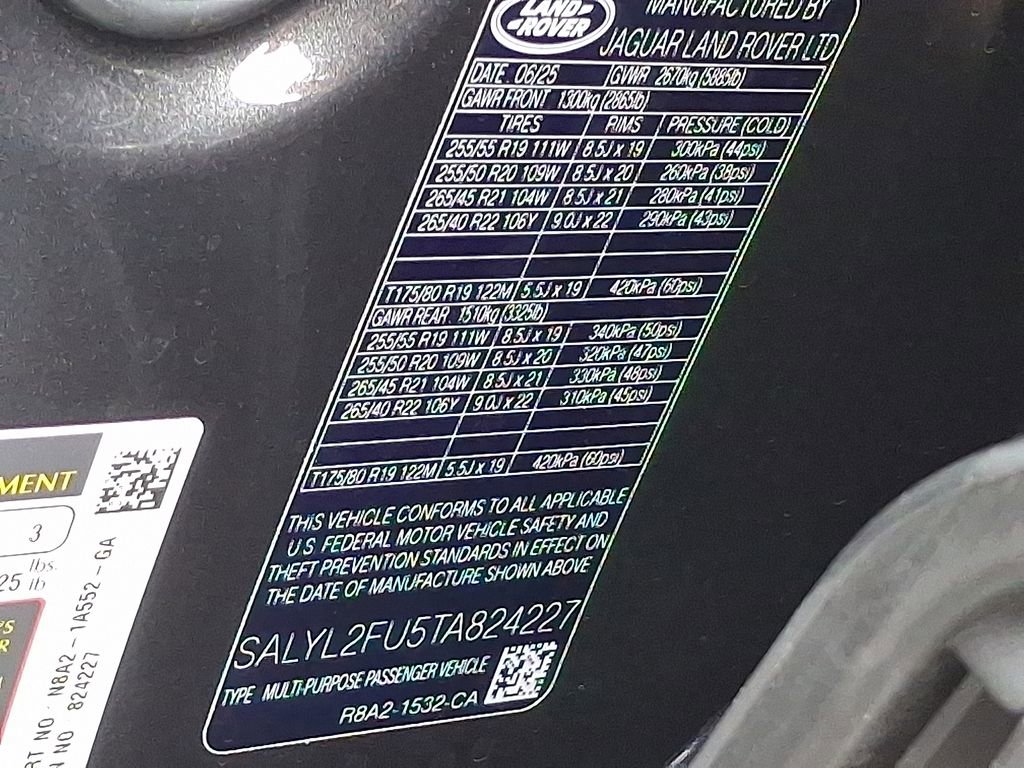 LAND
-ROVER
MANUFACTURED BY
JAGUAR LAND ROVER LTD
DATE: 06/25 GVWR 2670kg (5885lb)
GAWR FRONT 1300kg (2865lb)
TIRES RIMS PRESSURE (COLD)
255/55 R19 111W 8.5J x 19 300kPa (44psi)
255/50 R20 109W 8.5J x 20 260kPa (38psi)
265/45 R21 104W 8.5J x 21 280kPa (41psi)
265/40 R22 106Y 9.0J x 22 290kPa (43psi)
T175/80 R19 122M 5.5J x 19 420kPa (60psi)
GAWR REAR 1510kg (3325lb)
255/55 R19 111W 8.5J x 19 340kPa (50psi)
255/50 R20 109W 8.5J x 20 320kPa (47psi)
265/45 R21 104W 8.5J x 21 330kPa (48psi)
265/40 R22 106Y 9.0J x 22 310kPa (45psi)
T175/80 R19 122M 5.5J x 19 420kPa (60psi)
THIS VEHICLE CONFORMS TO ALL APPLICABLE
U.S. FEDERAL MOTOR VEHICLE SAFETY AND
THEFT PREVENTION STANDARDS IN EFFECT ON
THE DATE OF MANUFACTURE SHOWN ABOVE
SALYL2FU5TA824227
TYPE MULTI-PURPOSE PASSENGER VEHICLE
R8A2-1532-CA
MENT
3
lbs.
25 lb
'S
R
RT NO : N8A2-1A552-GA
N NO : 824227